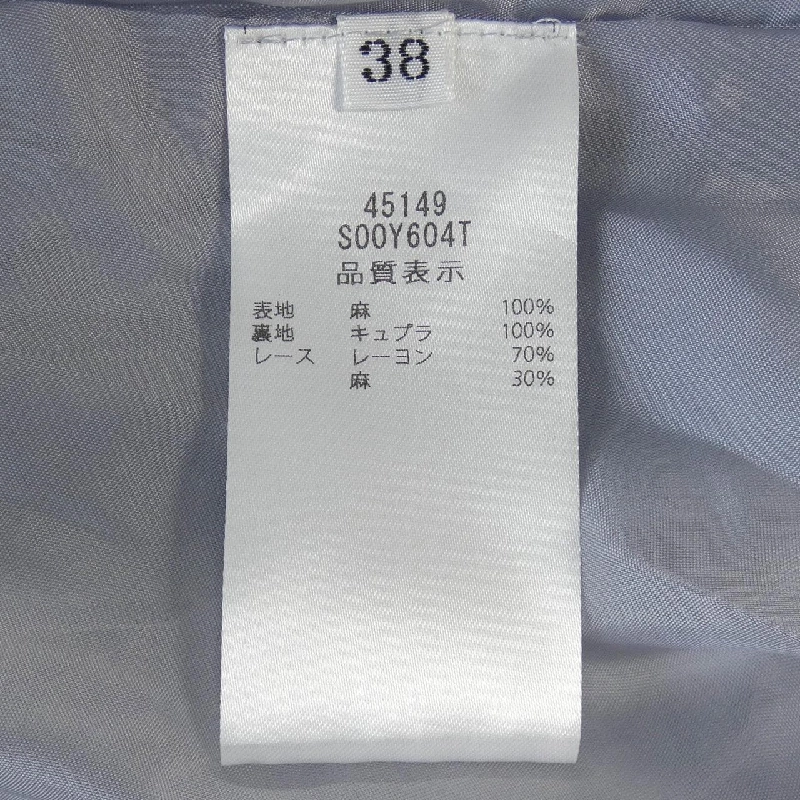 38
45149
S00Y604T
品質表示
表地 麻 100%
裏地 キュプラ 100%
レース レーヨン 70%
麻 30%